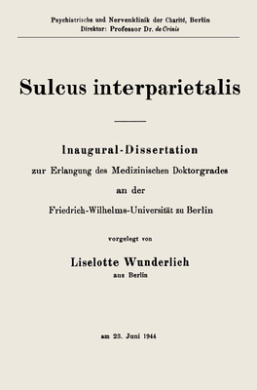 Psychiatrische und Nervenklinik der Charité, Berlin
Direktor: Professor Dr. de Crinis
Sulcus interparietalis
Inaugural-Dissertation
zur Erlangung des Medizinischen Doktorgrades
an der
Friedrich-Wilhelms-Universität zu Berlin
vorgelegt von
Liselotte Wunderlich
aus Berlin
am 23. Juni 1944